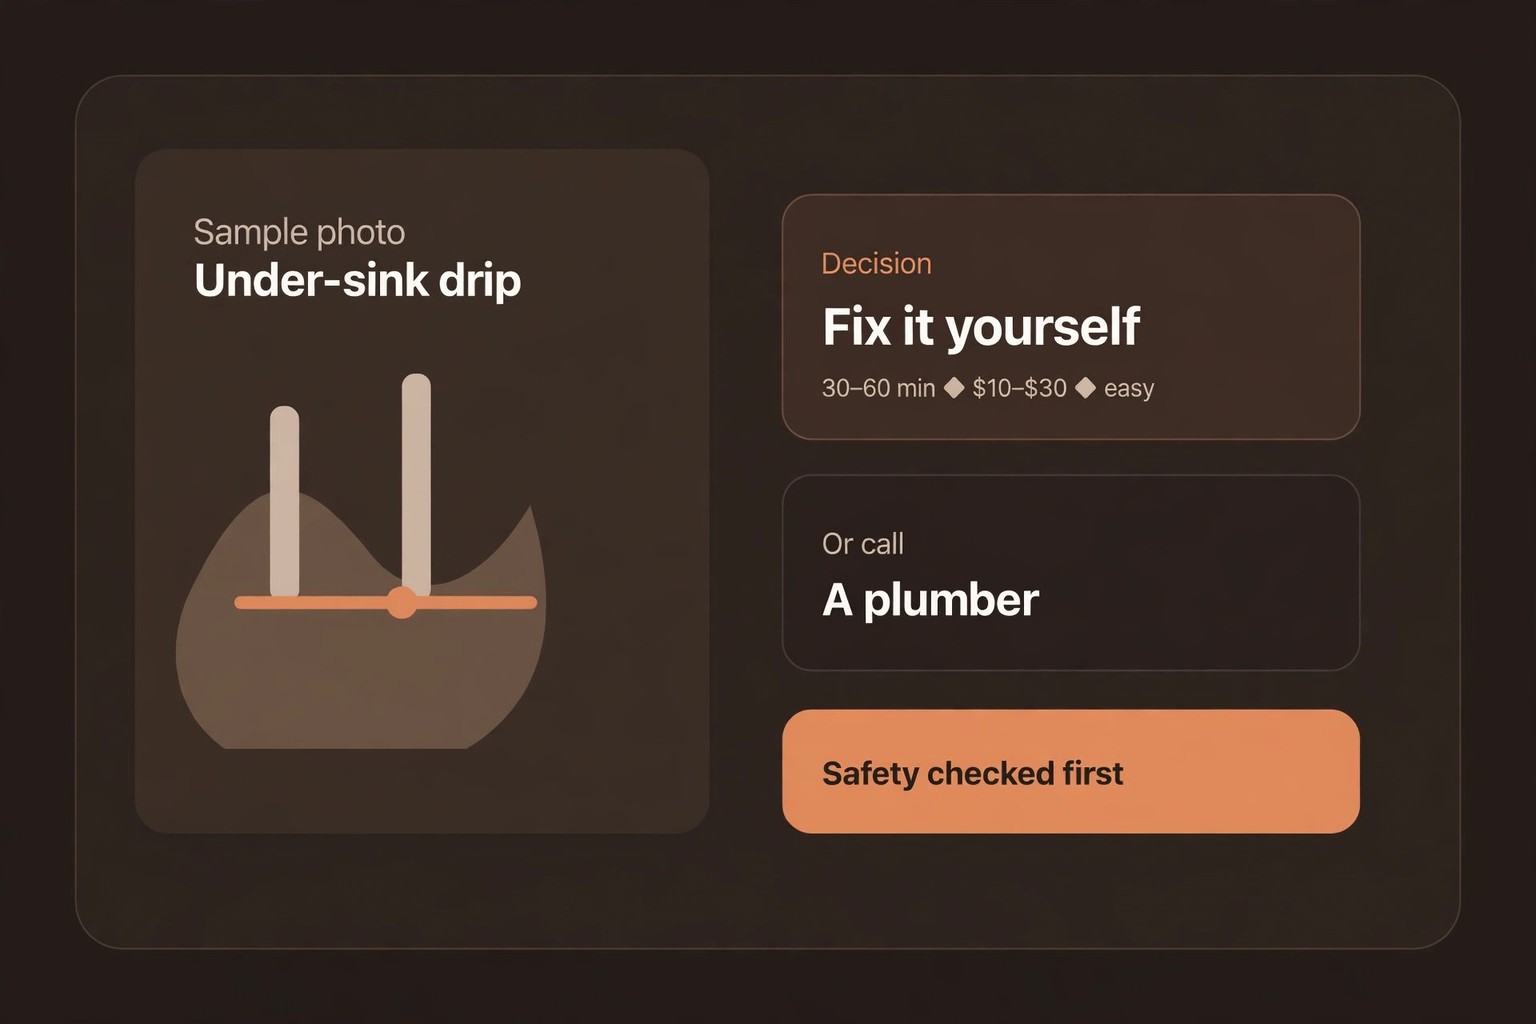 Sample photo
Under-sink drip
Decision
Fix it yourself
30–60 min ◆ $10–$30 ◆ easy
Or call
A plumber
Safety checked first